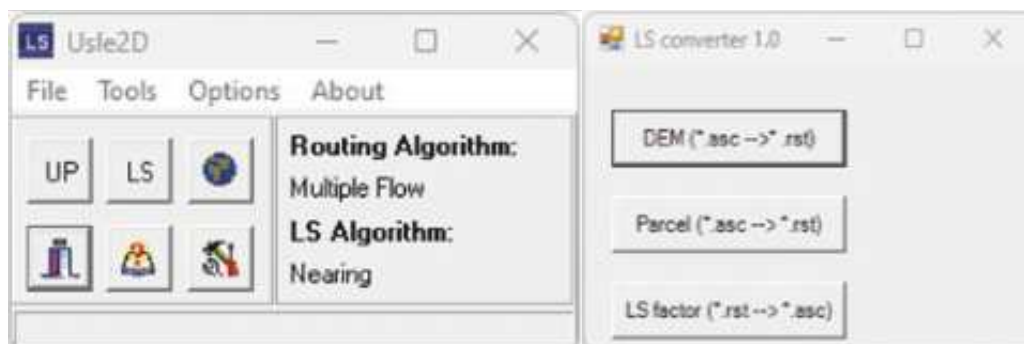 LS Usle2D
File Tools Options About
UP LS
Routing Algorithm:
Multiple Flow
LS Algorithm:
Nearing
LS converter 1.0
DEM (*.asc -->* .rst)
Parcel (*.asc --> *.rst)
LS factor (*.rst --> *.asc)